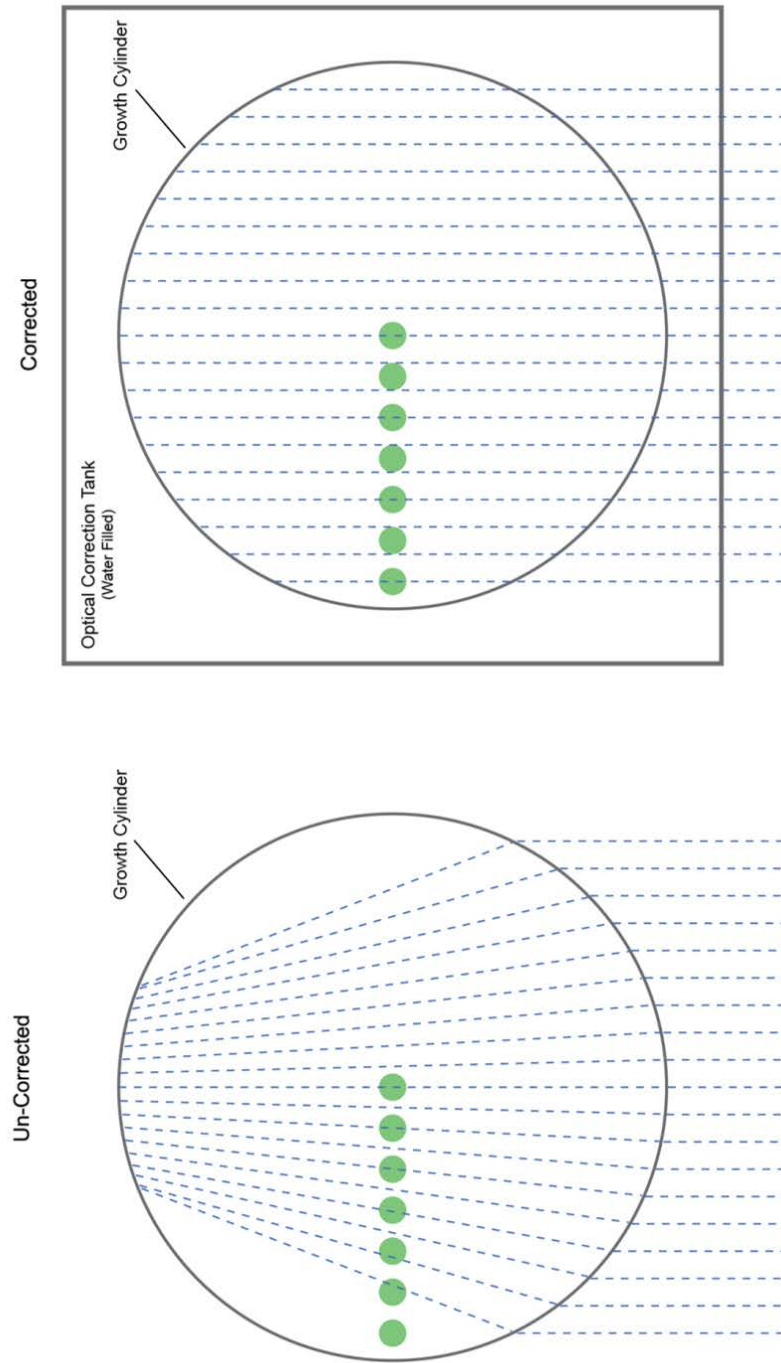 Un-Corrected
Growth Cylinder
Corrected
Optical Correction Tank
(Water Filled)
Growth Cylinder